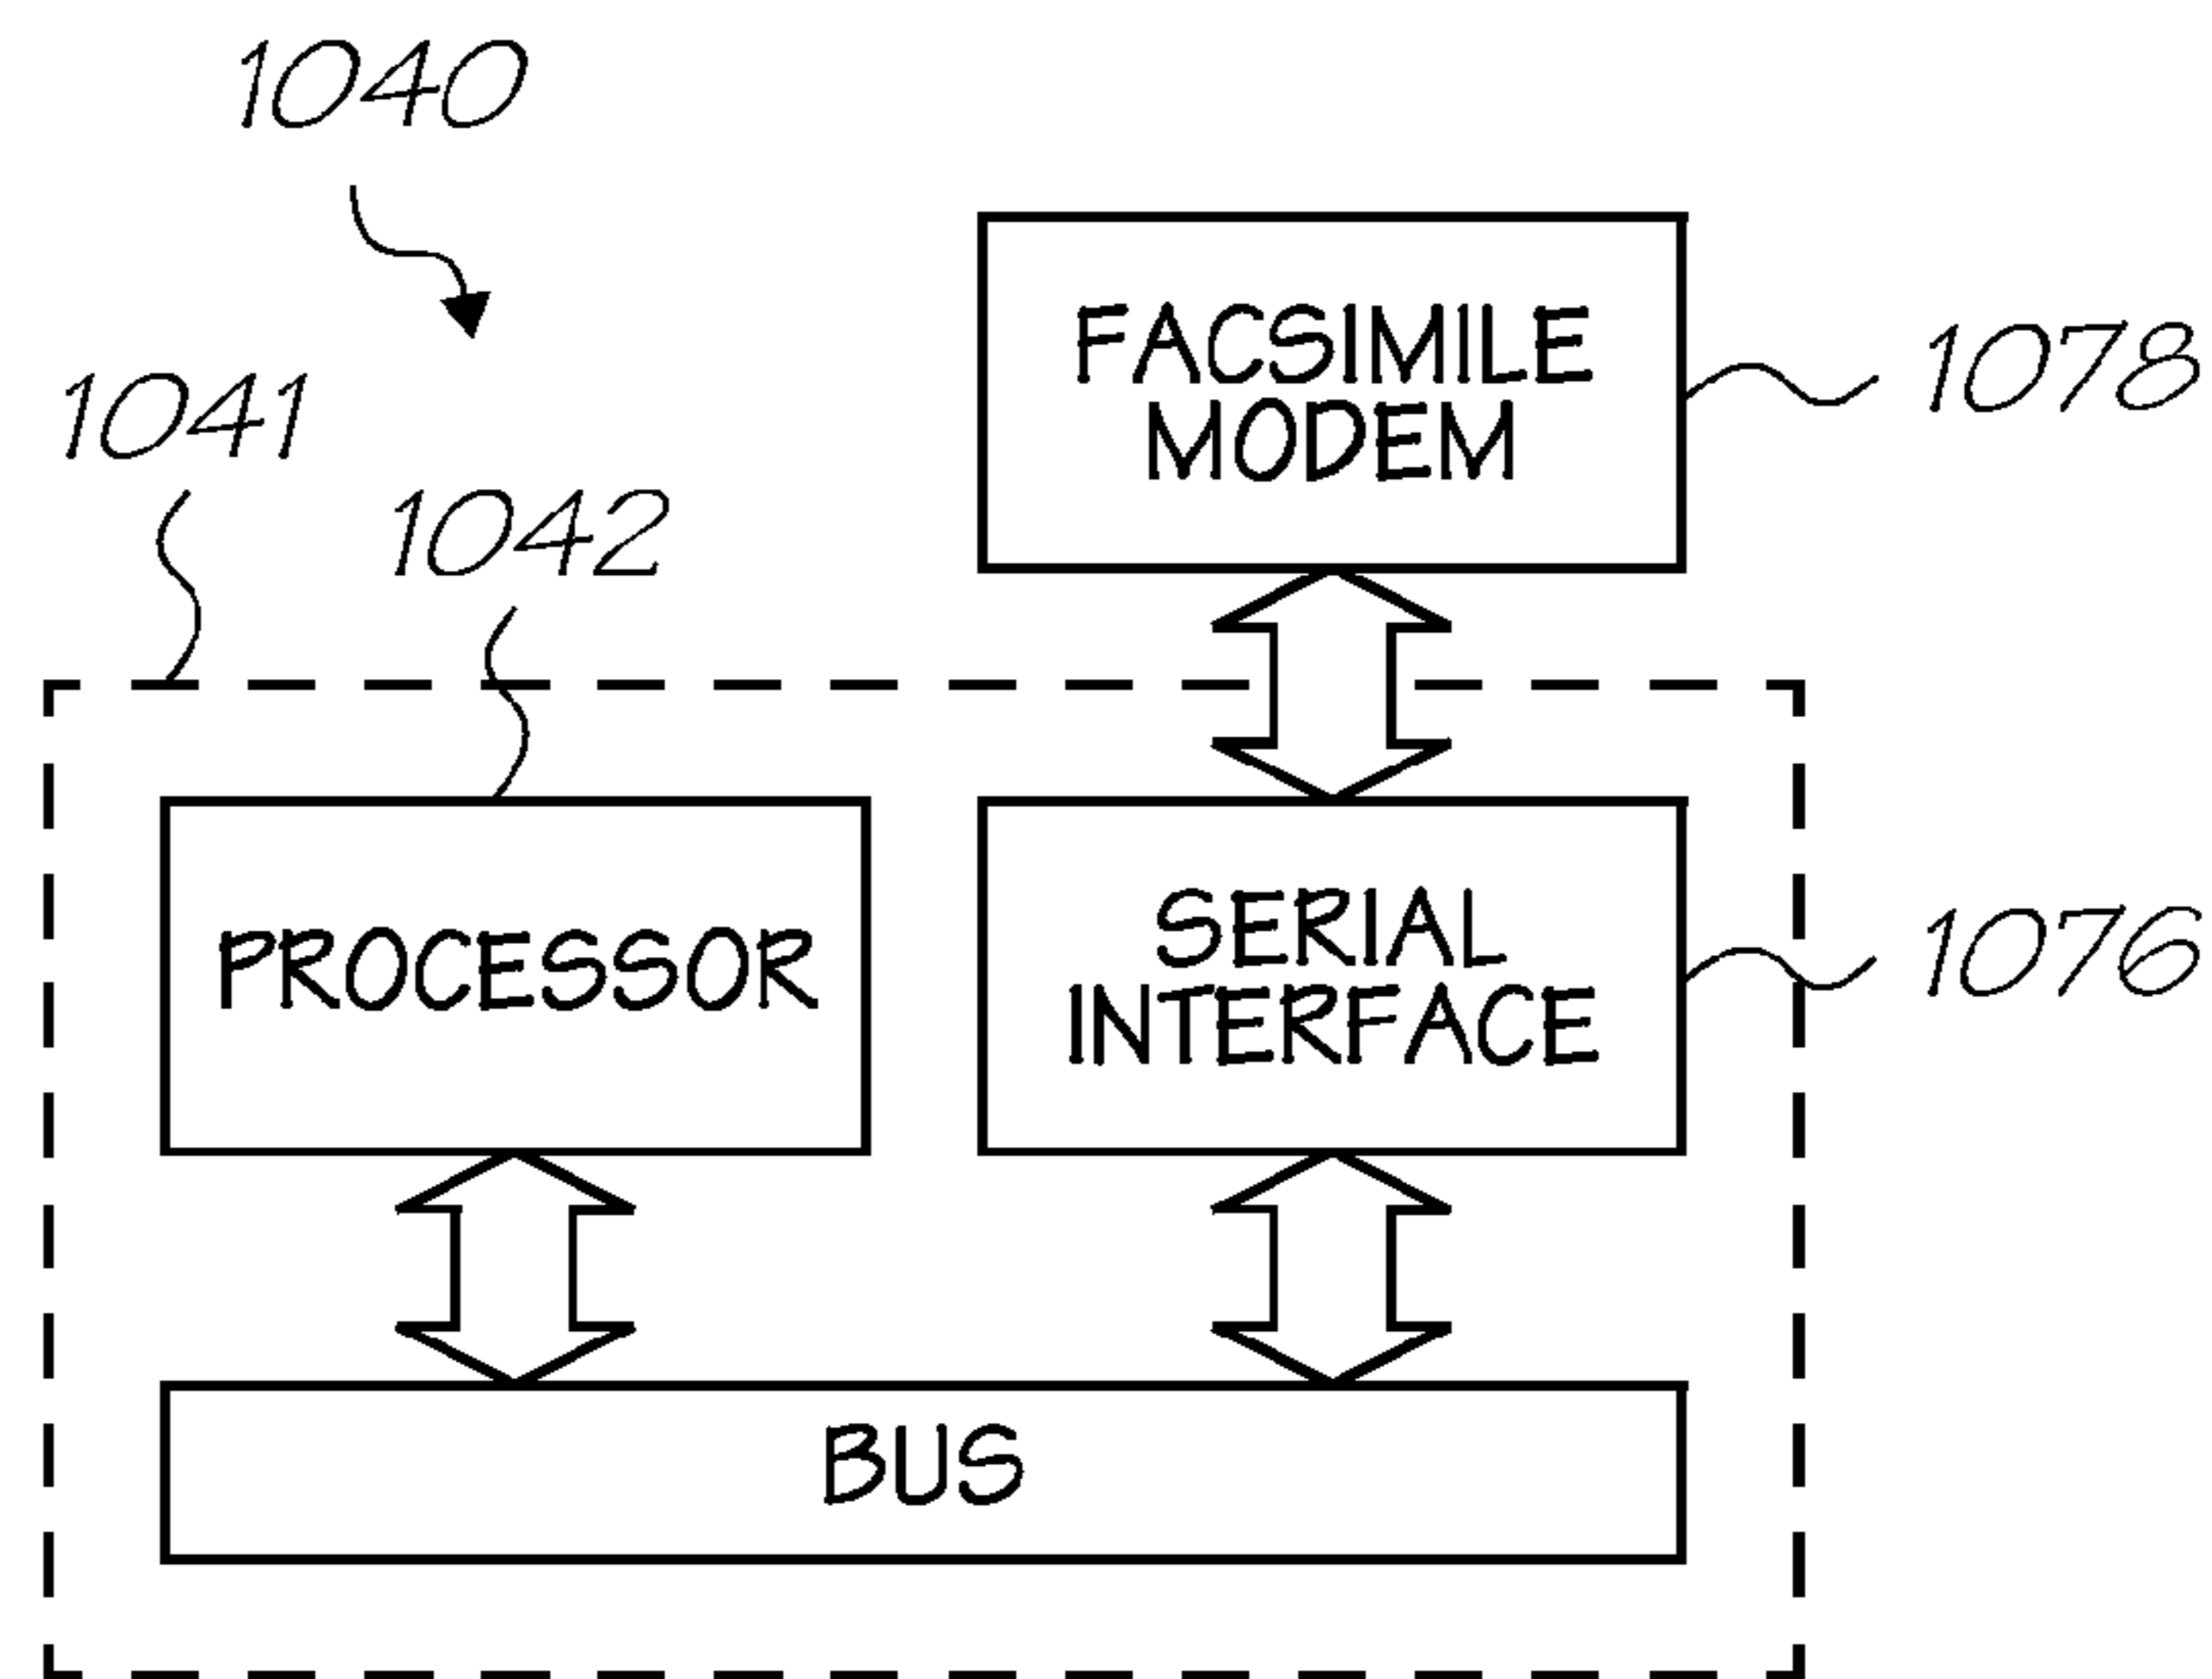 1040
FACSIMILE
MODEM
1078
1041
1042
PROCESSOR
SERIAL
INTERFACE
1076
BUS